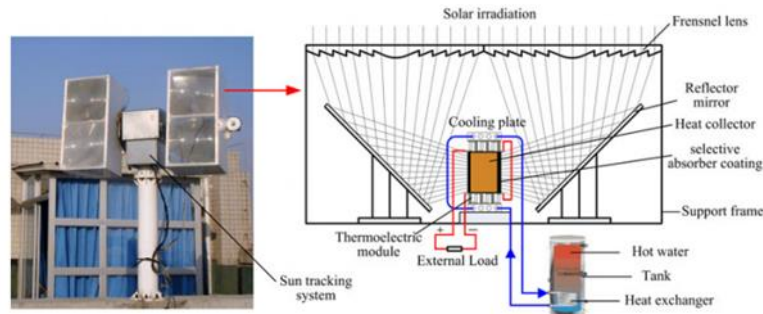 Solar irradiation
Frensnel lens
Reflector
mirror
Cooling plate
Heat collector
selective
absorber coating
Thermoelectric
module
+ −
External Load
Support frame
Sun tracking
system
Hot water
Tank
Heat exchanger